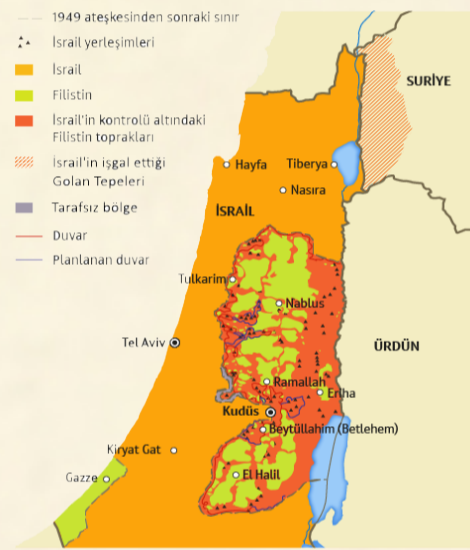 1949 ateşkesinden sonraki sınır
İsrail yerleşimleri
İsrail
Filistin
İsrail'in kontrolü altındaki
Filistin toprakları
İsrail'in işgal ettiği
Golan Tepeleri
Tarafsız bölge
Duvar
Planlanan duvar
SURİYE
Hayfa
Tiberya
Nasıra
İSRAİL
Tulkarim
Nablus
Tel Aviv
ÜRDÜN
Ramallah
Eriha
Kudüs
Beytüllahim (Betlehem)
Kiryat Gat
Gazze
El Halil